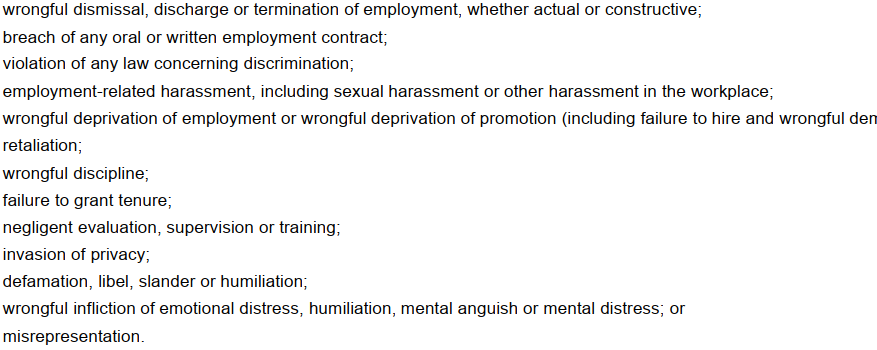 wrongful dismissal, discharge or termination of employment, whether actual or constructive;
breach of any oral or written employment contract;
violation of any law concerning discrimination;
employment-related harassment, including sexual harassment or other harassment in the workplace;
wrongful deprivation of employment or wrongful deprivation of promotion (including failure to hire and wrongful
retaliation;
wrongful discipline;
failure to grant tenure;
negligent evaluation, supervision or training;
invasion of privacy;
defamation, libel, slander or humiliation;
wrongful infliction of emotional distress, humiliation, mental anguish or mental distress; or
misrepresentation.